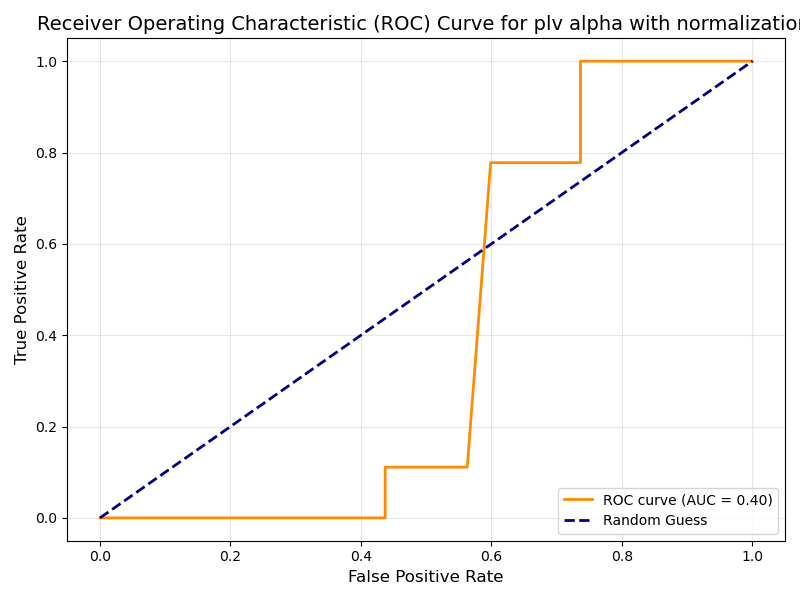 Receiver Operating Characteristic (ROC) Curve for plv alpha with normalization
1.0
0.8
0.6
0.4
0.2
0.0
True Positive Rate
ROC curve (AUC = 0.40)
Random Guess
0.0 0.2 0.4 0.6 0.8 1.0
False Positive Rate